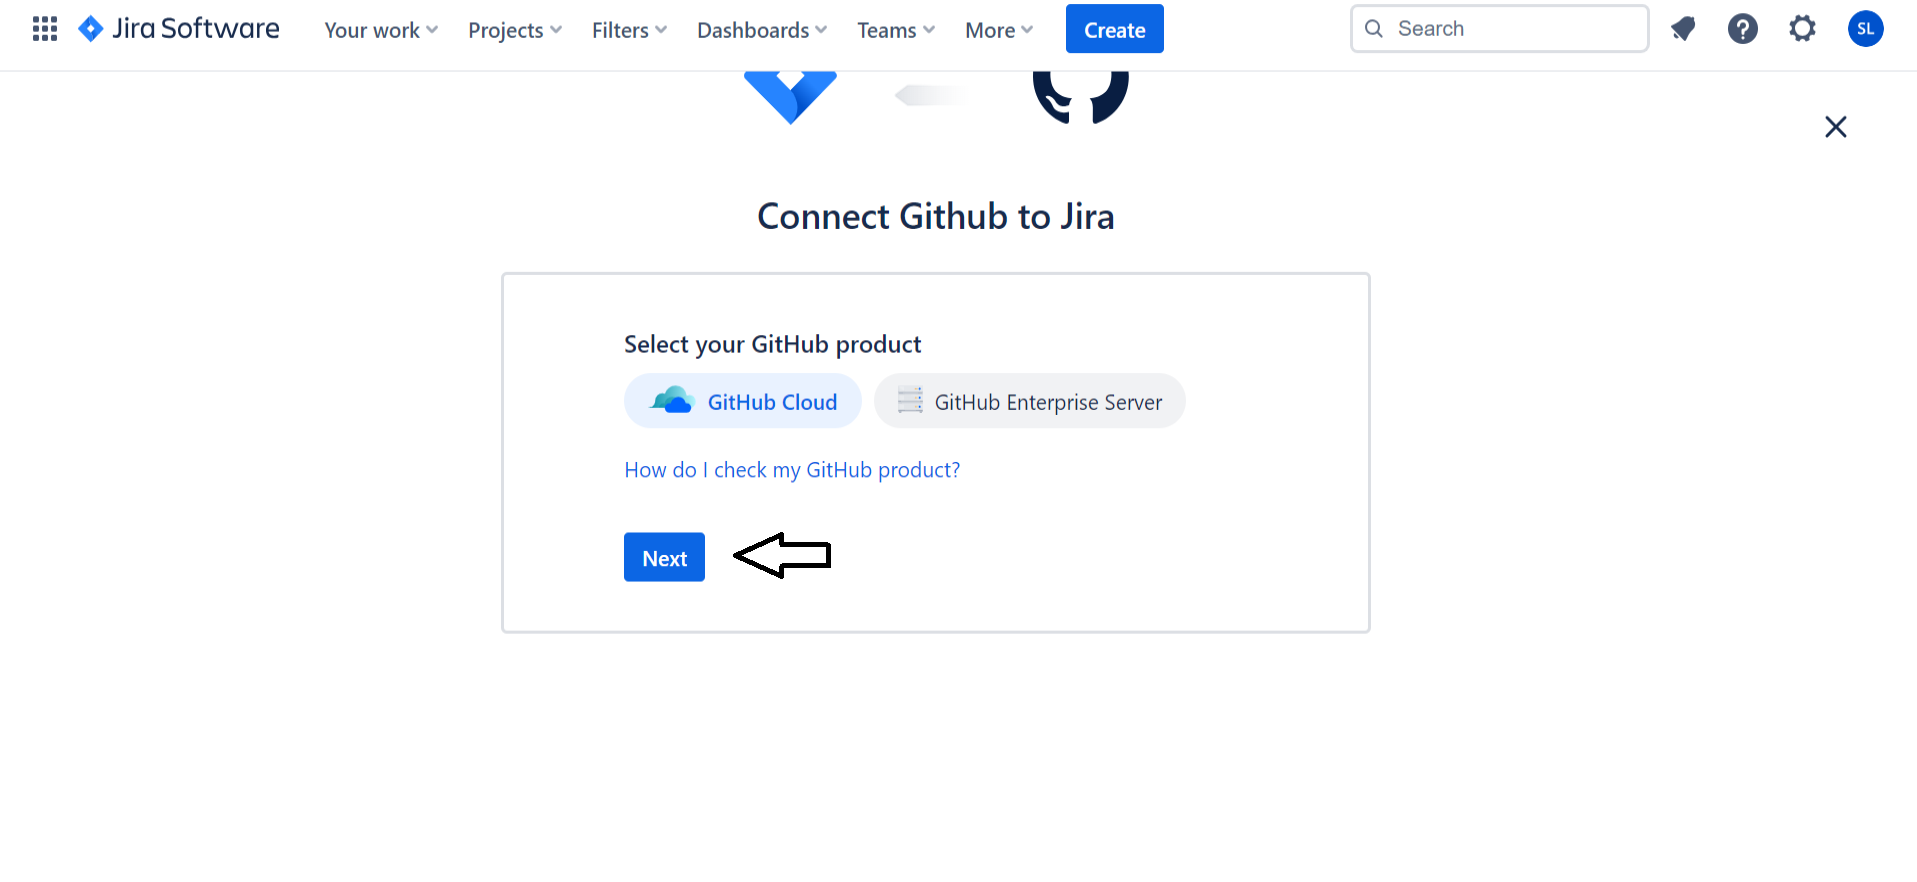 Jira Software Your work Projects Filters Dashboards Teams More Create Search ? SL
Connect Github to Jira
Select your GitHub product
GitHub Cloud GitHub Enterprise Server
How do I check my GitHub product?
Next